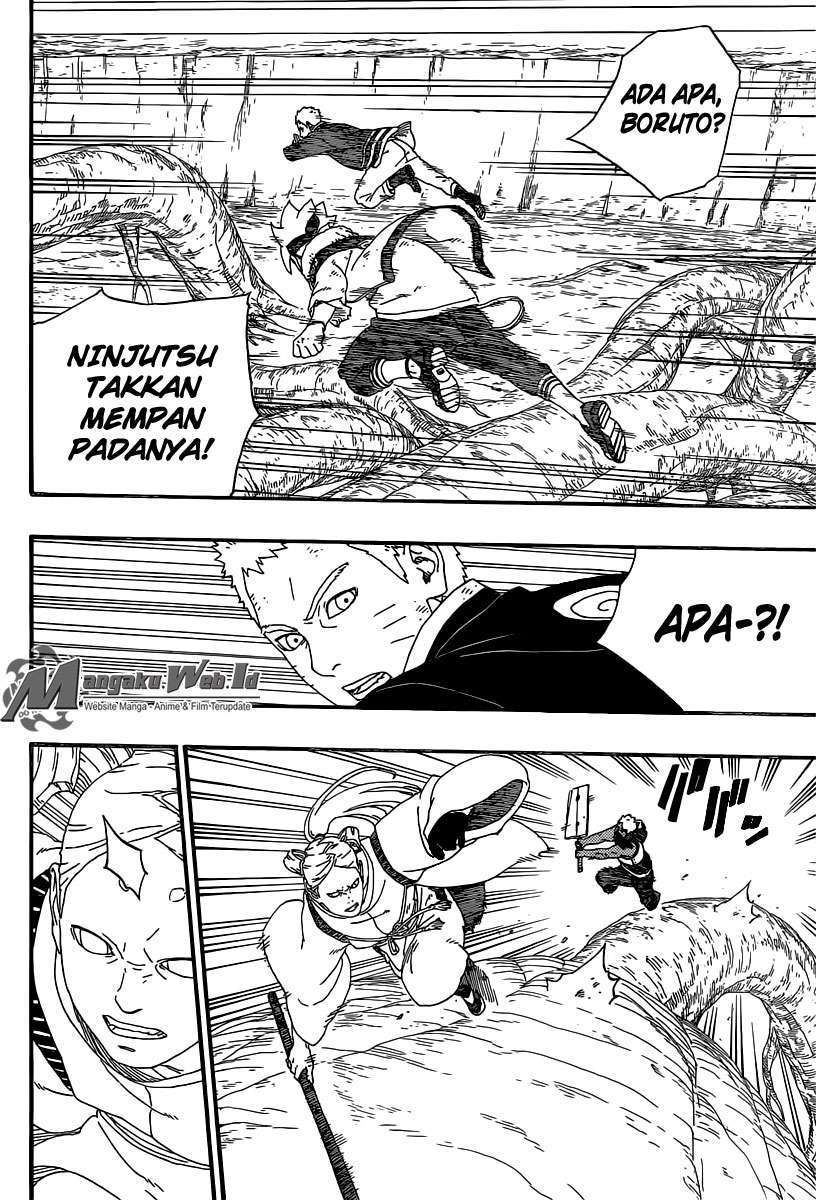 ADA APA,
BORUTO?
NINJUTSU
TAKKAN
MEMPAN
PADANYA!
APA-?!
Mangaku.Web.Id
Website Manga - Anime & Film Terupdate